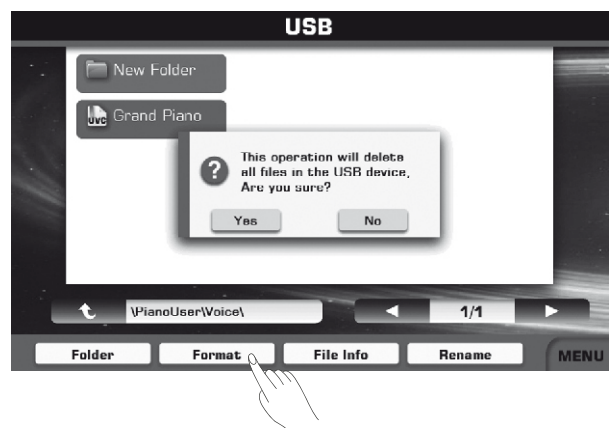 USB
New Folder
UVC Grand Piano
This operation will delete
all files in the USB device,
Are you sure?
Yes No
\PianoUser\Voice\ 1/1
Folder Format File Info Rename MENU